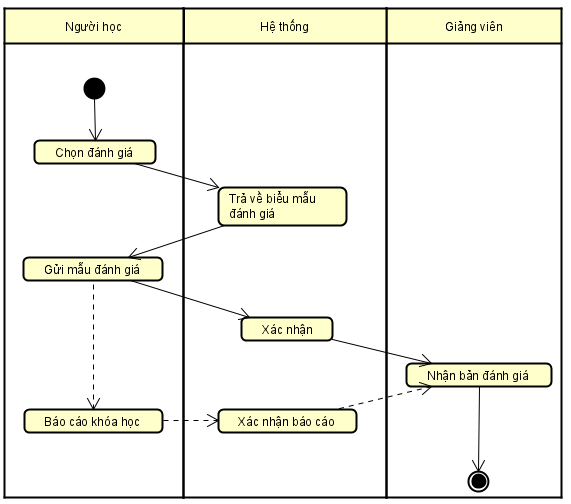 Người học
Hệ thống
Giảng viên
Chọn đánh giá
Trả về biểu mẫu
đánh giá
Gửi mẫu đánh giá
Xác nhận
Nhận bản đánh giá
Báo cáo khóa học
Xác nhận báo cáo